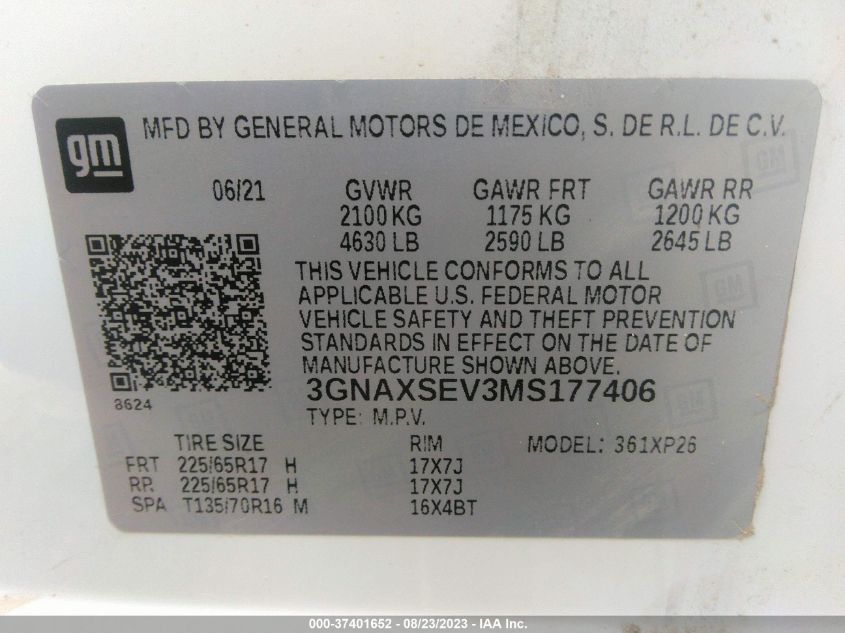 gm
MFD BY GENERAL MOTORS DE MEXICO, S. DE R.L. DE C.V.
06/21 GVWR GAWR FRT GAWR RR
2100 KG 1175 KG 1200 KG
4630 LB 2590 LB 2645 LB
THIS VEHICLE CONFORMS TO ALL
APPLICABLE U.S. FEDERAL MOTOR
VEHICLE SAFETY AND THEFT PREVENTION
STANDARDS IN EFFECT ON THE DATE OF
MANUFACTURE SHOWN ABOVE.
3GNAXSEV3MS177406
8624
TYPE: M.P.V.
TIRE SIZE RIM MODEL: 361XP26
FRT 225/65R17 H 17X7J
RR 225/65R17 H 17X7J
SPA T135/70R16 M 16X4BT
000-37401652 - 08/23/2023 - IAA Inc.